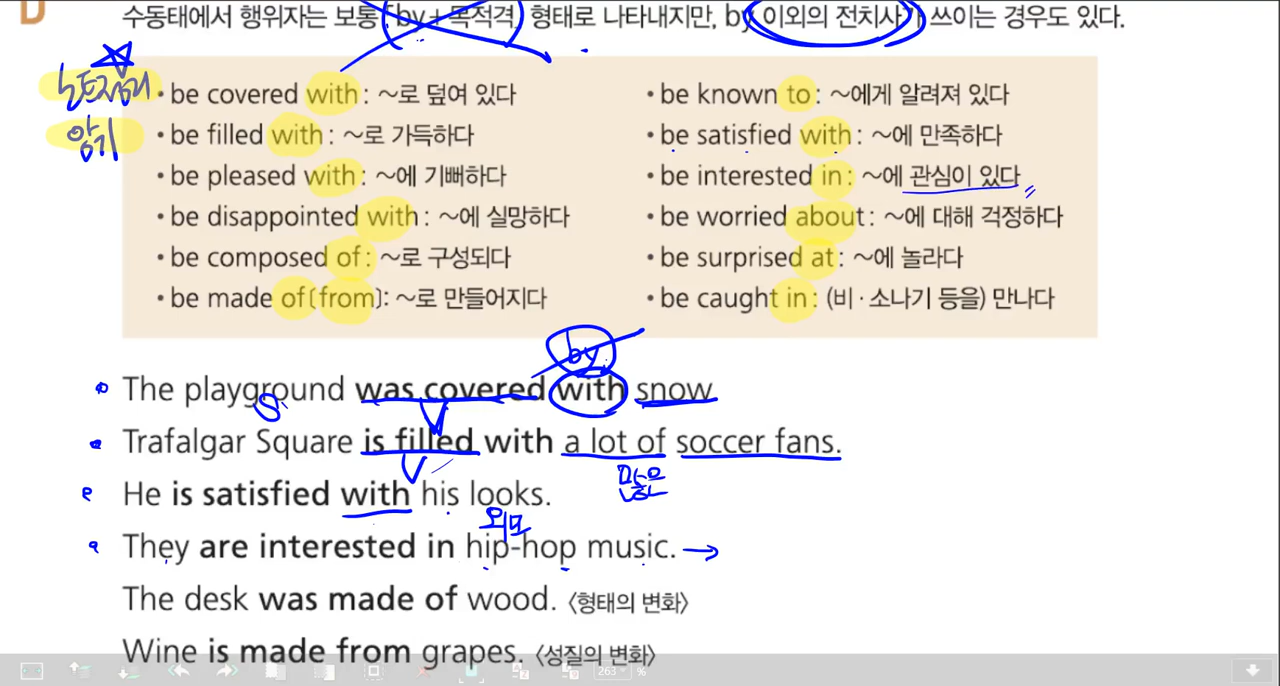 D
수동태에서 행위자는 보통 「by + 목적격」 형태로 나타내지만, by 이외의 전치사가 쓰이는 경우도 있다.
노트정리
암기
• be covered with : ~로 덮여 있다
• be filled with : ~로 가득하다
• be pleased with : ~에 기뻐하다
• be disappointed with : ~에 실망하다
• be composed of : ~로 구성되다
• be made of(from): ~로 만들어지다
• be known to : ~에게 알려져 있다
• be satisfied with : ~에 만족하다
• be interested in : ~에 관심이 있다
• be worried about : ~에 대해 걱정하다
• be surprised at : ~에 놀라다
• be caught in : (비 · 소나기 등을) 만나다
by
The playground was covered with snow
Trafalgar Square is filled with a lot of soccer fans.
많은
He is satisfied with his looks.
외모
They are interested in hip-hop music. →
The desk was made of wood. 〈형태의 변화〉
Wine is made from grapes. 〈성질의 변화〉
263 %